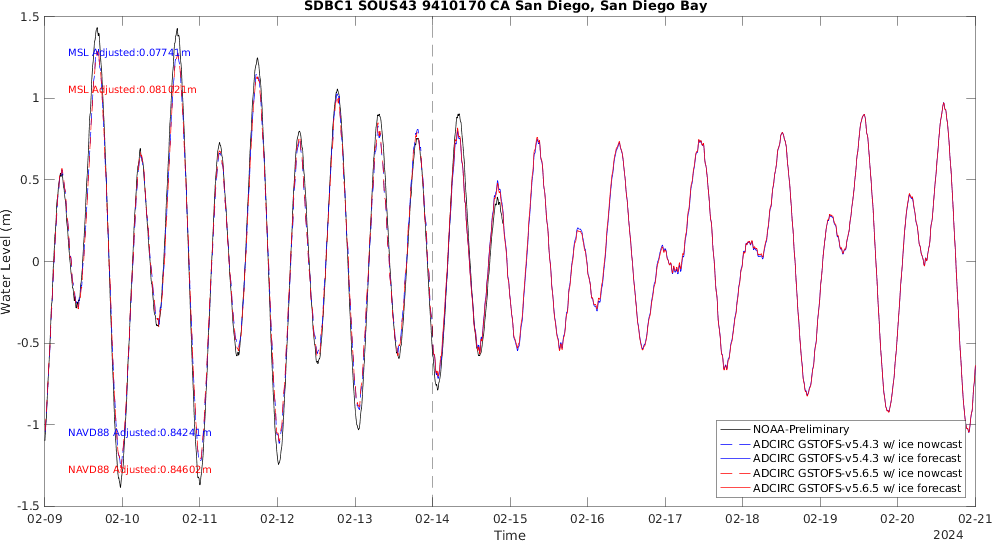 SDBC1 SOUS43 9410170 CA San Diego, San Diego Bay
1.5
1
0.5
0
-0.5
-1
-1.5
Water Level (m)
MSL Adjusted:0.0774 m
MSL Adjusted:0.081021m
NAVD88 Adjusted:0.84241m
NAVD88 Adjusted:0.84602m
NOAA-Preliminary
ADCIRC GSTOFS-v5.4.3 w/ ice nowcast
ADCIRC GSTOFS-v5.4.3 w/ ice forecast
ADCIRC GSTOFS-v5.6.5 w/ ice nowcast
ADCIRC GSTOFS-v5.6.5 w/ ice forecast
02-09 02-10 02-11 02-12 02-13 02-14 02-15 02-16 02-17 02-18 02-19 02-20 02-21
Time
2024